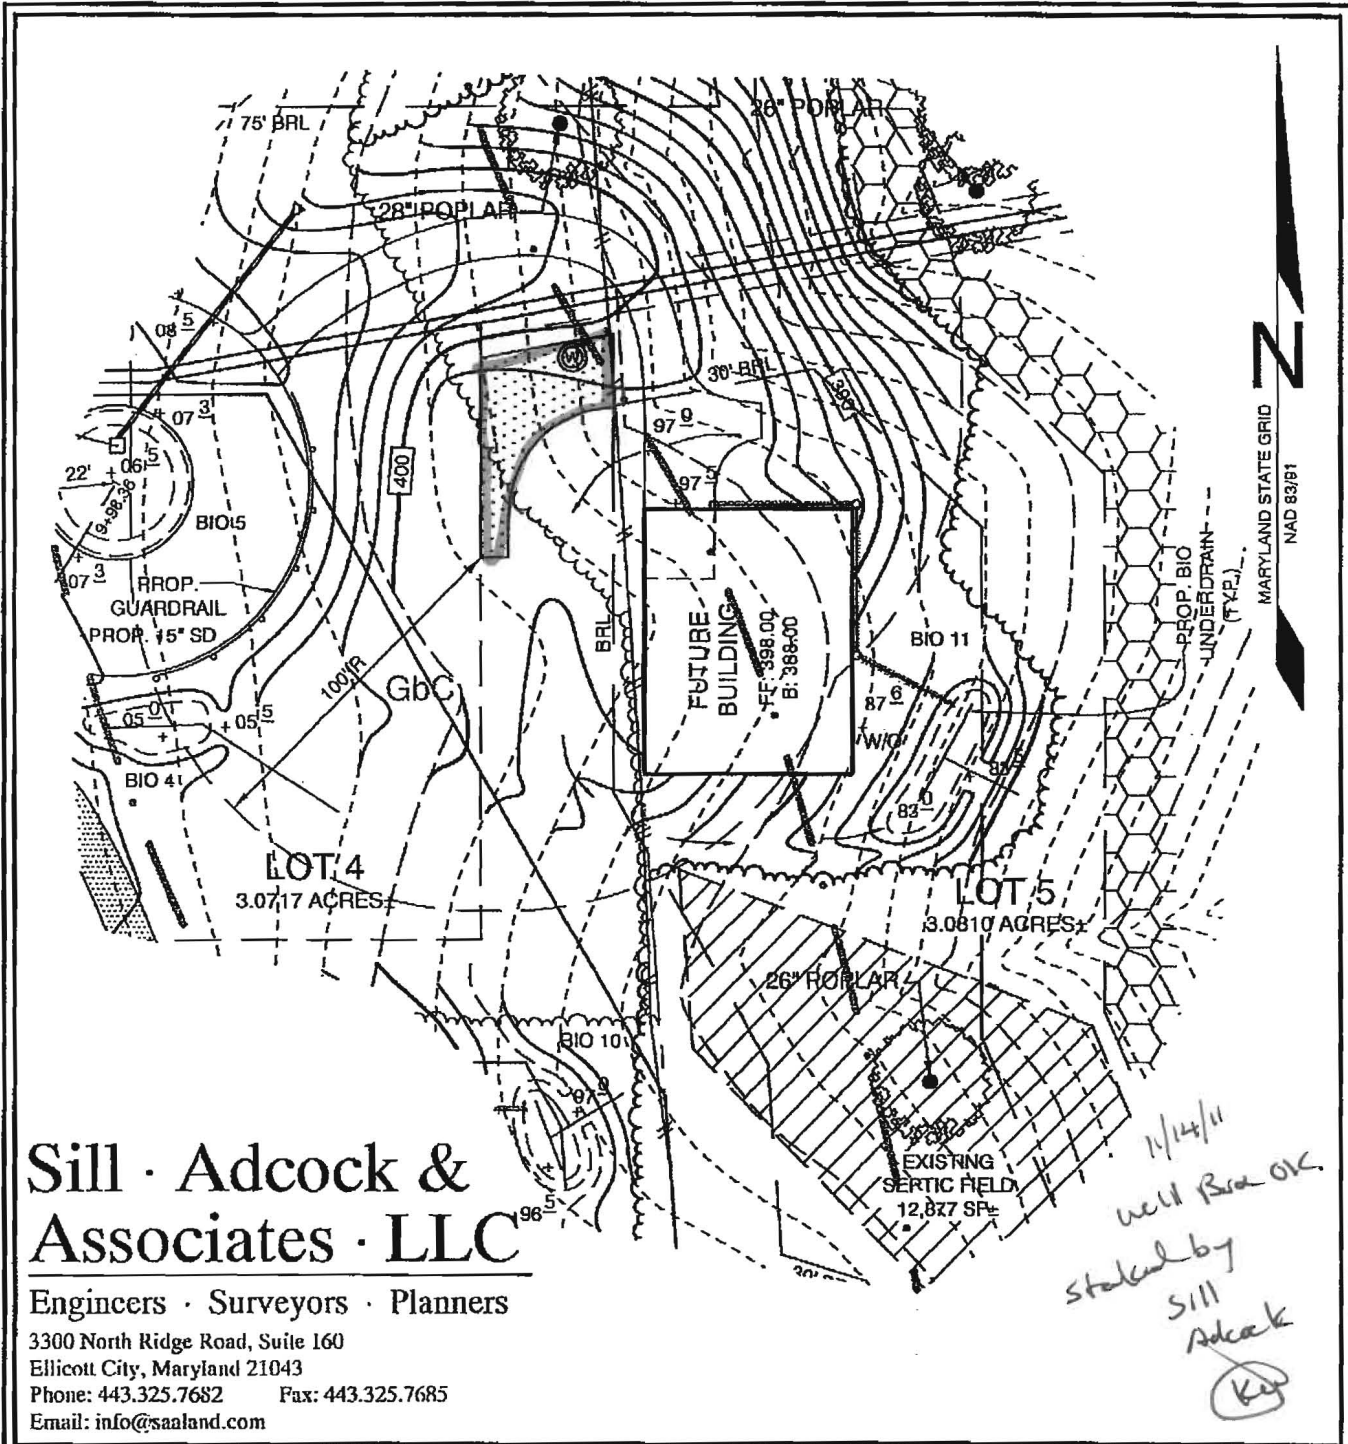 75' BRL
26" POPLAR
28" POPLAR
08 5
W
30' BRL
390
07 3
97 9
MARYLAND STATE GRID
NAD 83/91
N
400
06 5
22'
97 5
9+98.36
BIO 5
07 3
PROP.
GUARDRAIL
PROP. 15" SD
BRL
FUTURE
BUILDING
FF: 398.00
B: 388.00
BIO 11
PROP. BIO
UNDERDRAIN
(TYP.)
100' R
GbC
87 6
05 0
05 5
W/O
BIO 4
83 0
LOT 4
3.0717 ACRES±
LOT 5
3.0810 ACRES±
26" POPLAR
BIO 10
97 0
EXISTING
SEPTIC FIELD
12,877 SF±
96 5
11/14/11
well Box OK.
staked by
Sill
Adcock
Sill · Adcock &
Associates · LLC
Engineers · Surveyors · Planners
3300 North Ridge Road, Suite 160
Ellicott City, Maryland 21043
Phone: 443.325.7682 Fax: 443.325.7685
Email: info@saaland.com